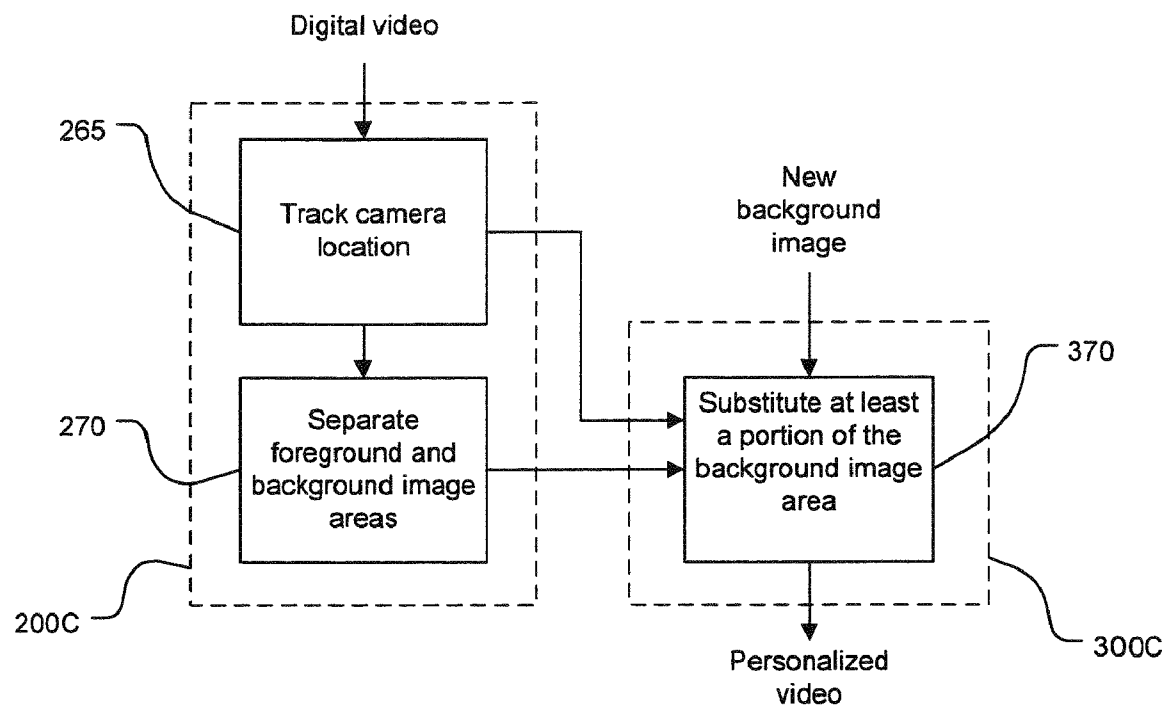 Digital video
265
Track camera
location
New
background
image
270
Separate
foreground and
background image
areas
Substitute at least
a portion of the
background image
area
370
200C
300C
Personalized
video